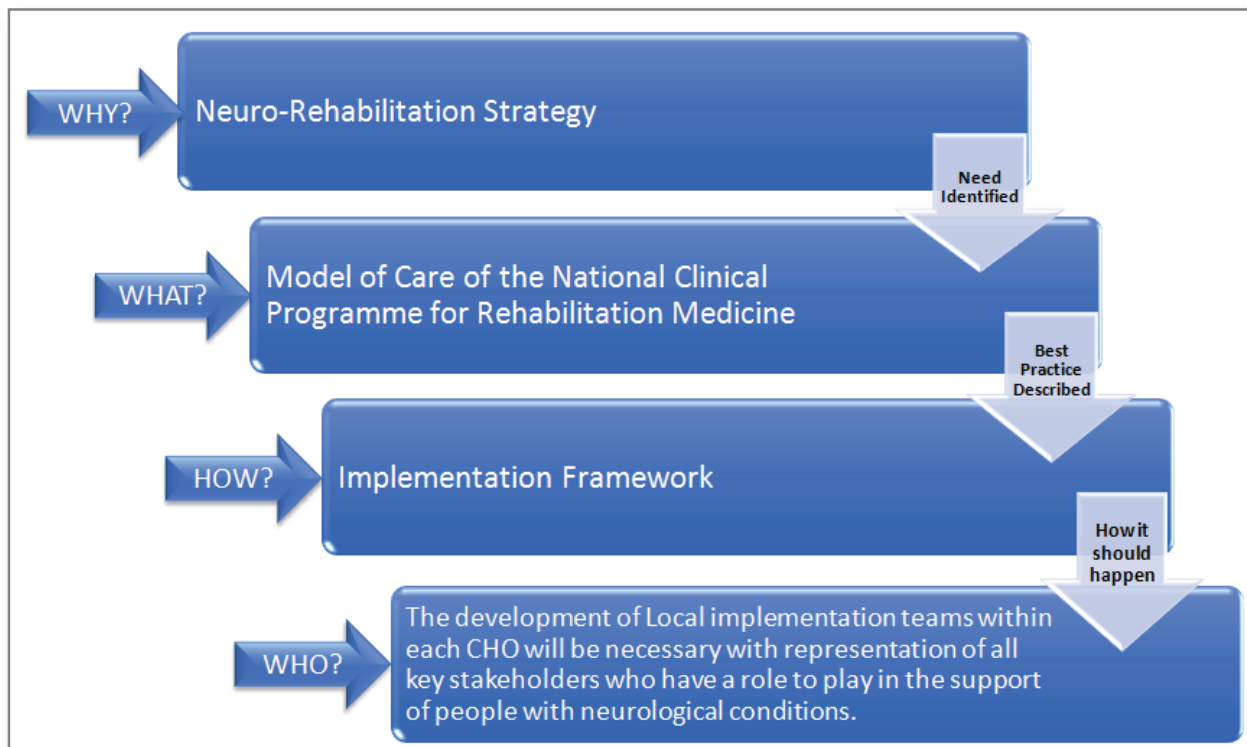 WHY?
Neuro-Rehabilitation Strategy
Need
Identified
WHAT?
Model of Care of the National Clinical
Programme for Rehabilitation Medicine
Best
Practice
Described
HOW?
Implementation Framework
How it
should
happen
WHO?
The development of Local implementation teams within
each CHO will be necessary with representation of all
key stakeholders who have a role to play in the support
of people with neurological conditions.